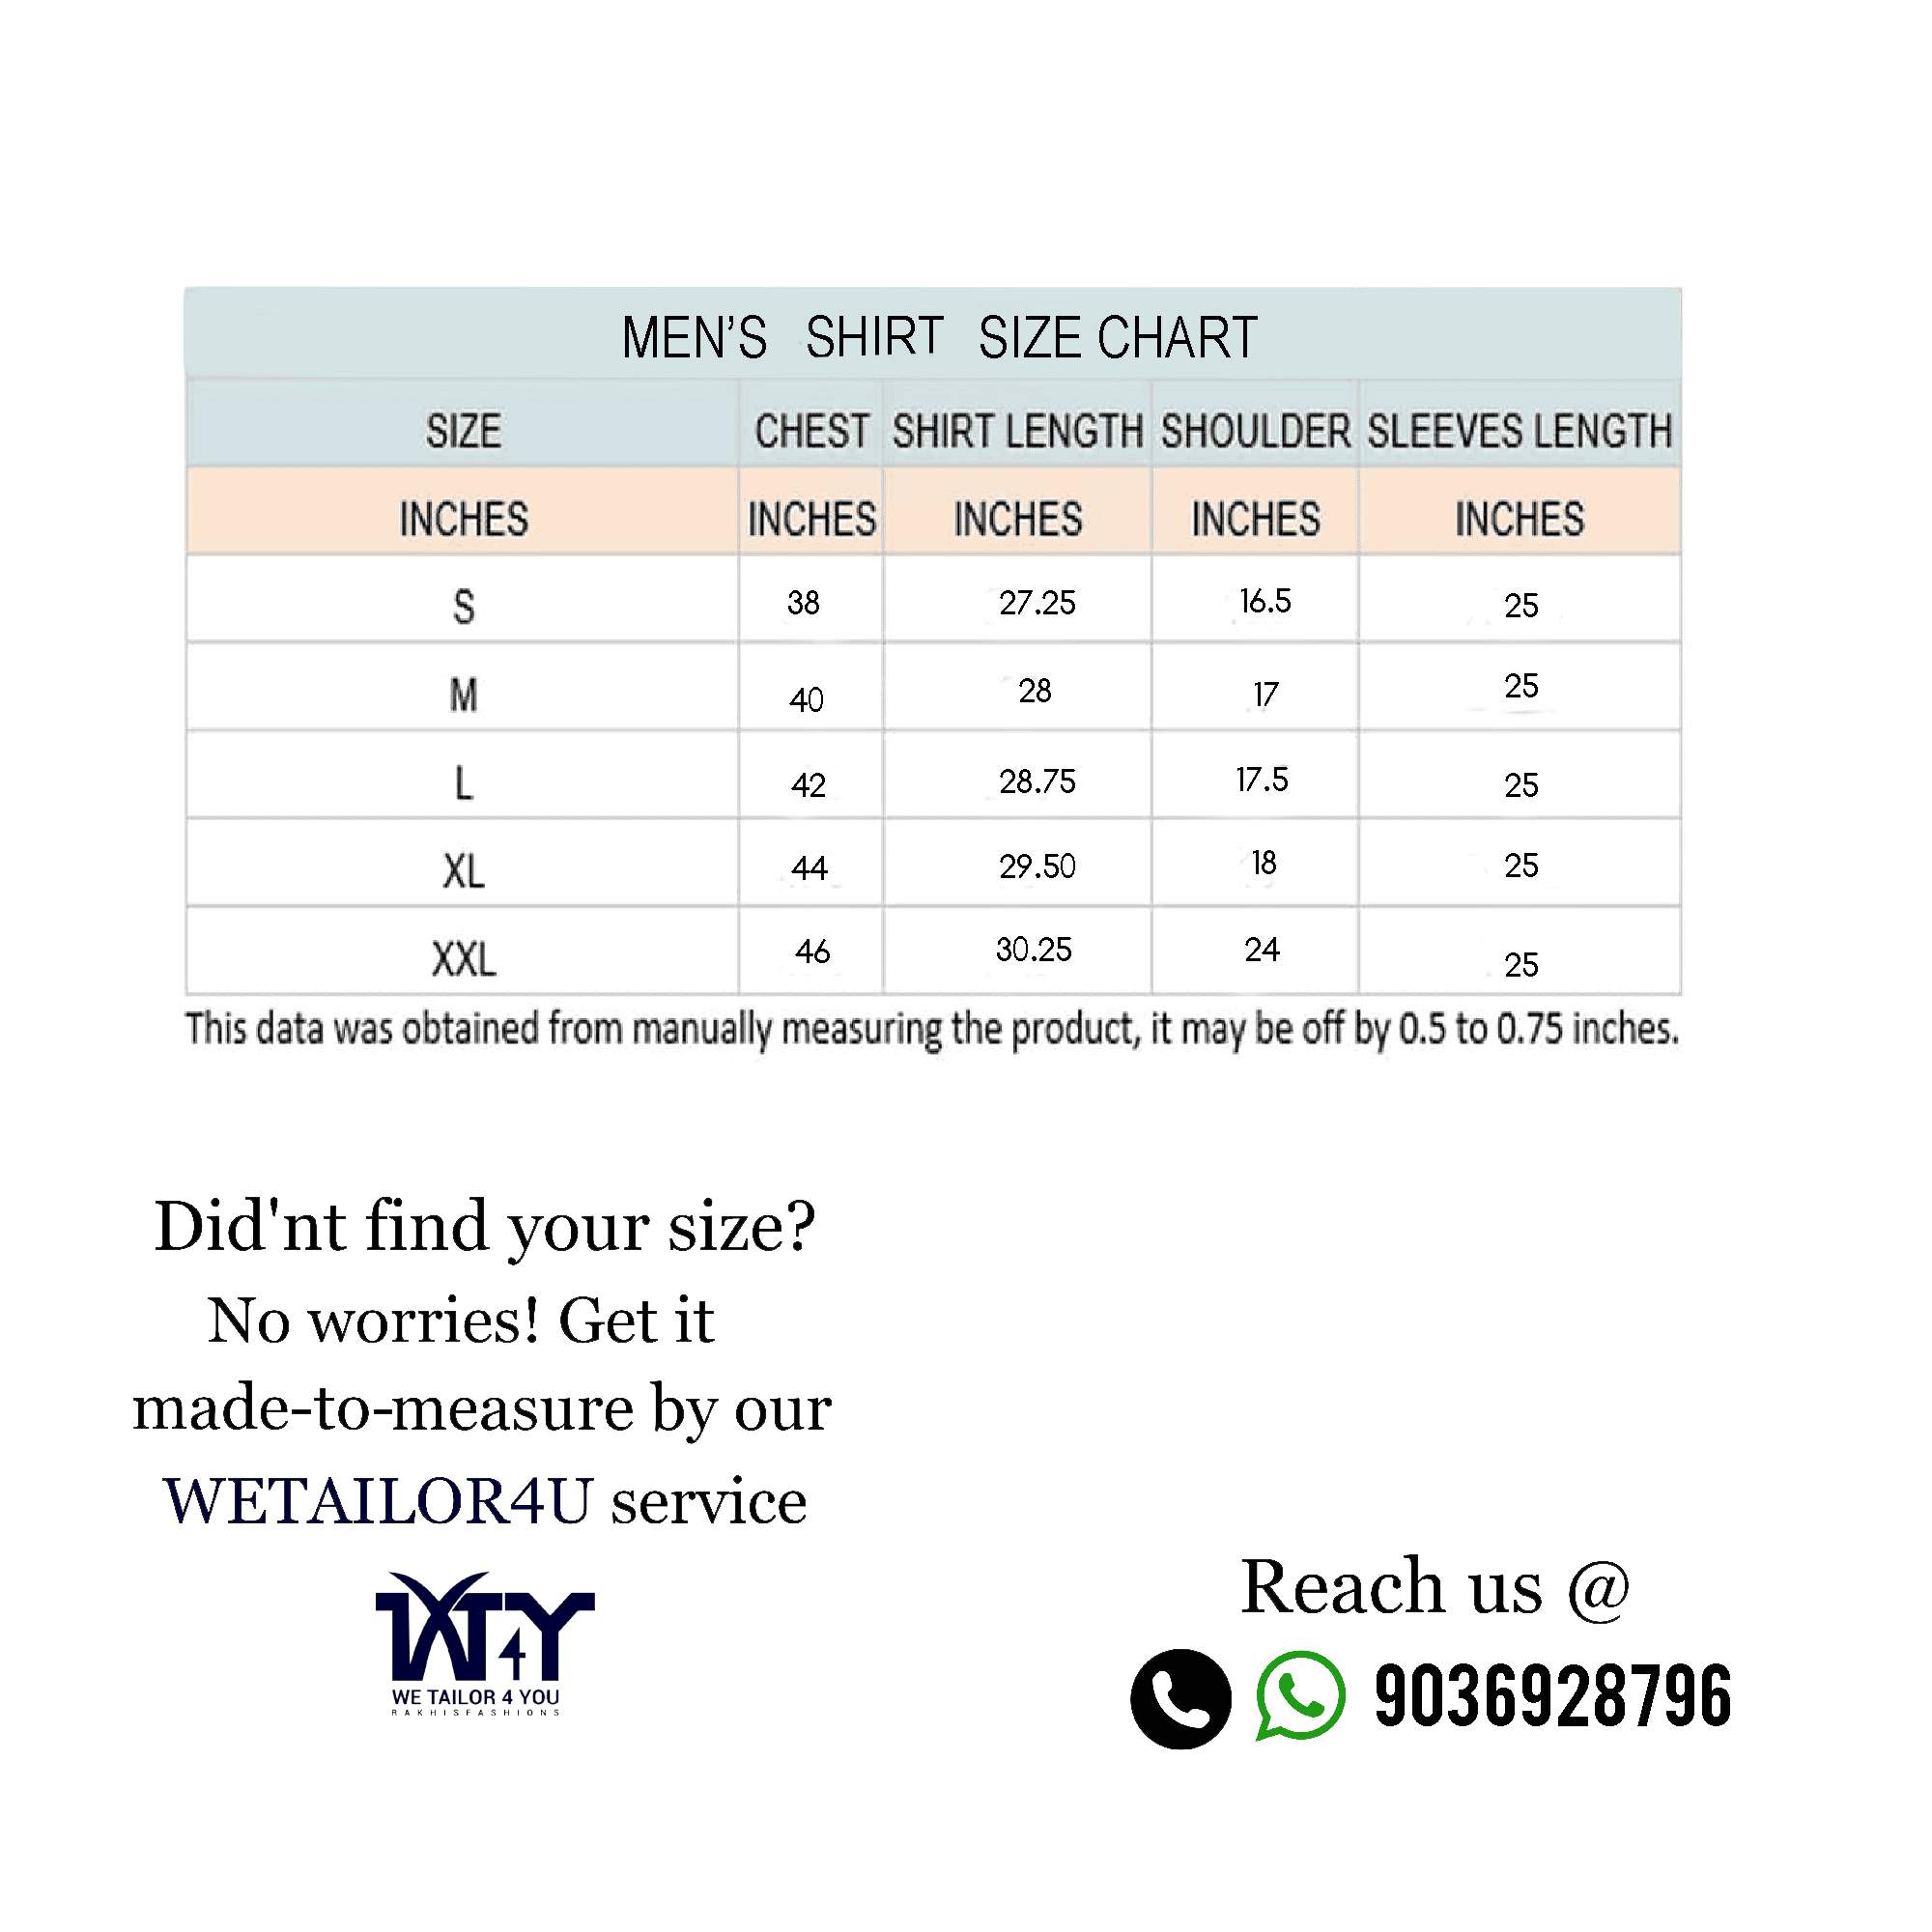 MEN’S SHIRT SIZE CHART
SIZE CHEST SHIRT LENGTH SHOULDER SLEEVES LENGTH
INCHES INCHES INCHES INCHES INCHES
S 38 27.25 16.5 25
M 40 28 17 25
L 42 28.75 17.5 25
XL 44 29.50 18 25
XXL 46 30.25 24 25
This data was obtained from manually measuring the product, it may be off by 0.5 to 0.75 inches.
Did'nt find your size?
No worries! Get it
made-to-measure by our
WETAILOR4U service
WT4Y
WE TAILOR 4 YOU
RAKHISFASHIONS
Reach us @
9036928796